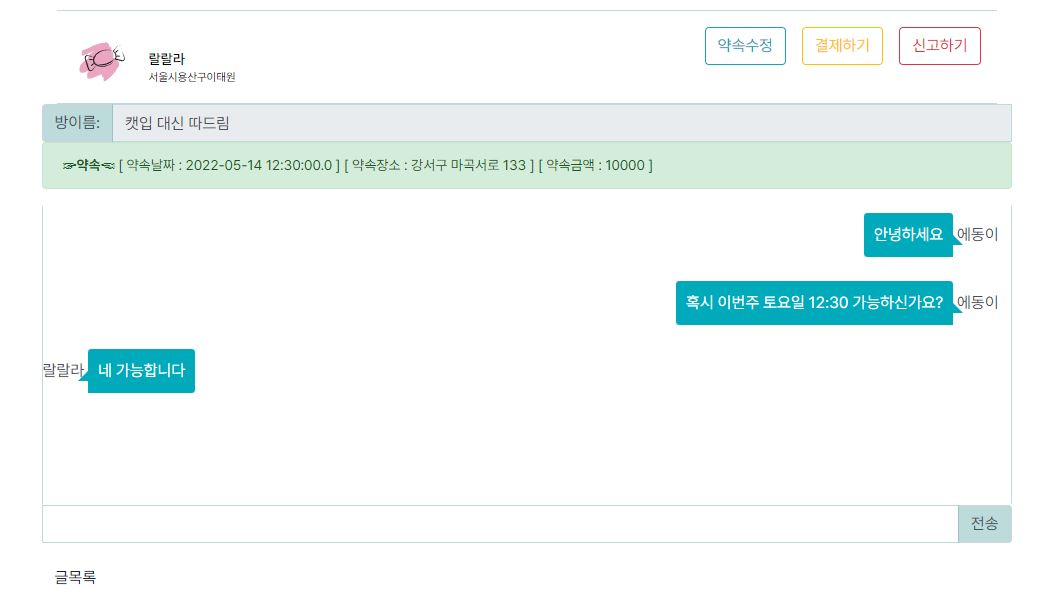 랄랄라
서울시용산구이태원
약속수정 결제하기 신고하기
방이름: 캣입 대신 따드림
☞약속☜ [ 약속날짜 : 2022-05-14 12:30:00.0 ] [ 약속장소 : 강서구 마곡서로 133 ] [ 약속금액 : 10000 ]
안녕하세요 에동이
혹시 이번주 토요일 12:30 가능하신가요? 에동이
랄랄라 네 가능합니다
전송
글목록